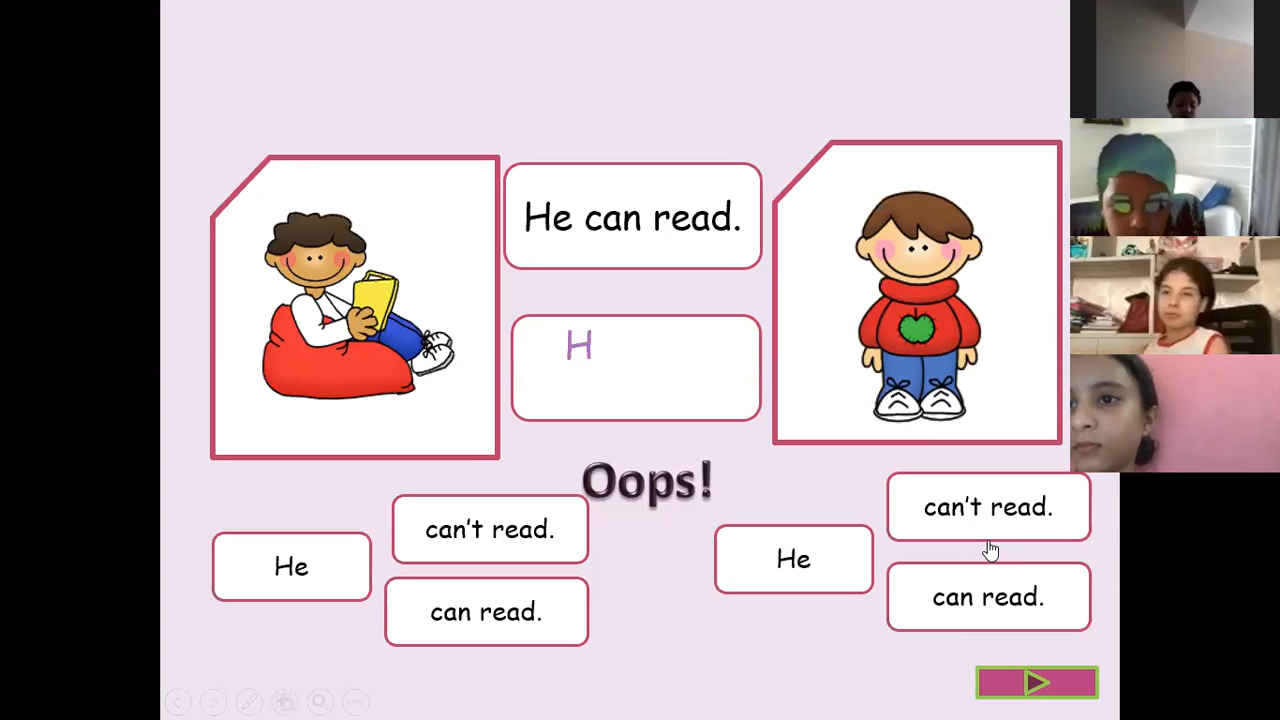 He can read.
H
Oops!
He
can't read.
can read.
He
can't read.
can read.